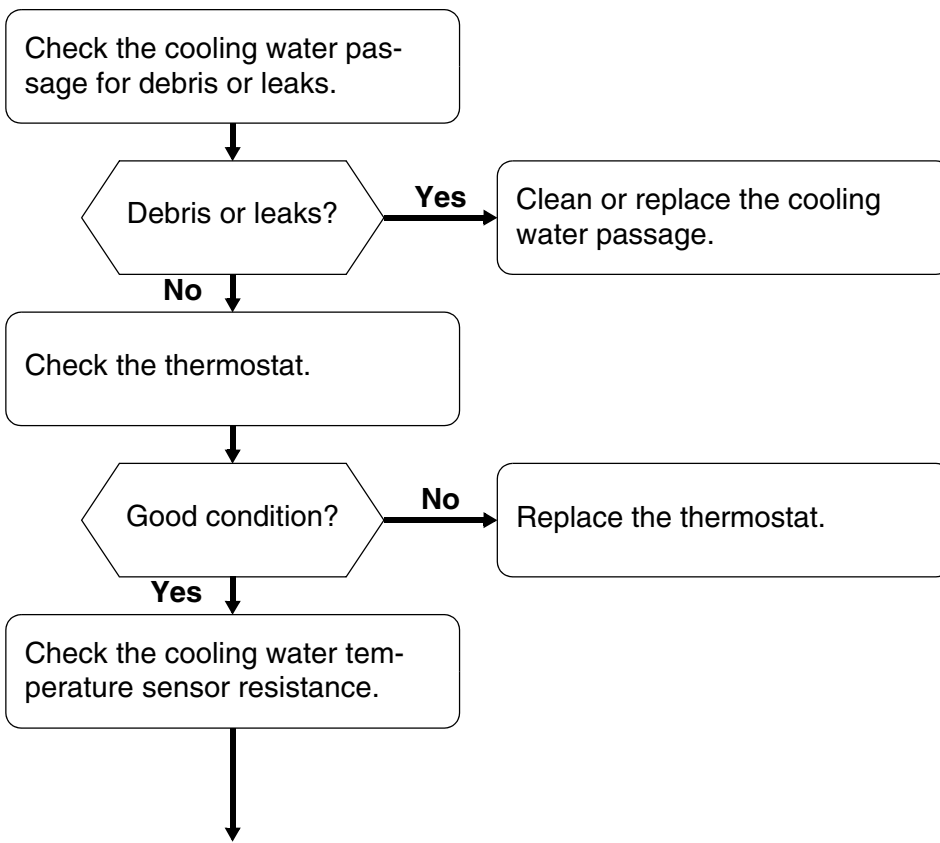 Check the cooling water pas-
sage for debris or leaks.
Debris or leaks?
Yes
Clean or replace the cooling
water passage.
No
Check the thermostat.
Good condition?
No
Replace the thermostat.
Yes
Check the cooling water tem-
perature sensor resistance.